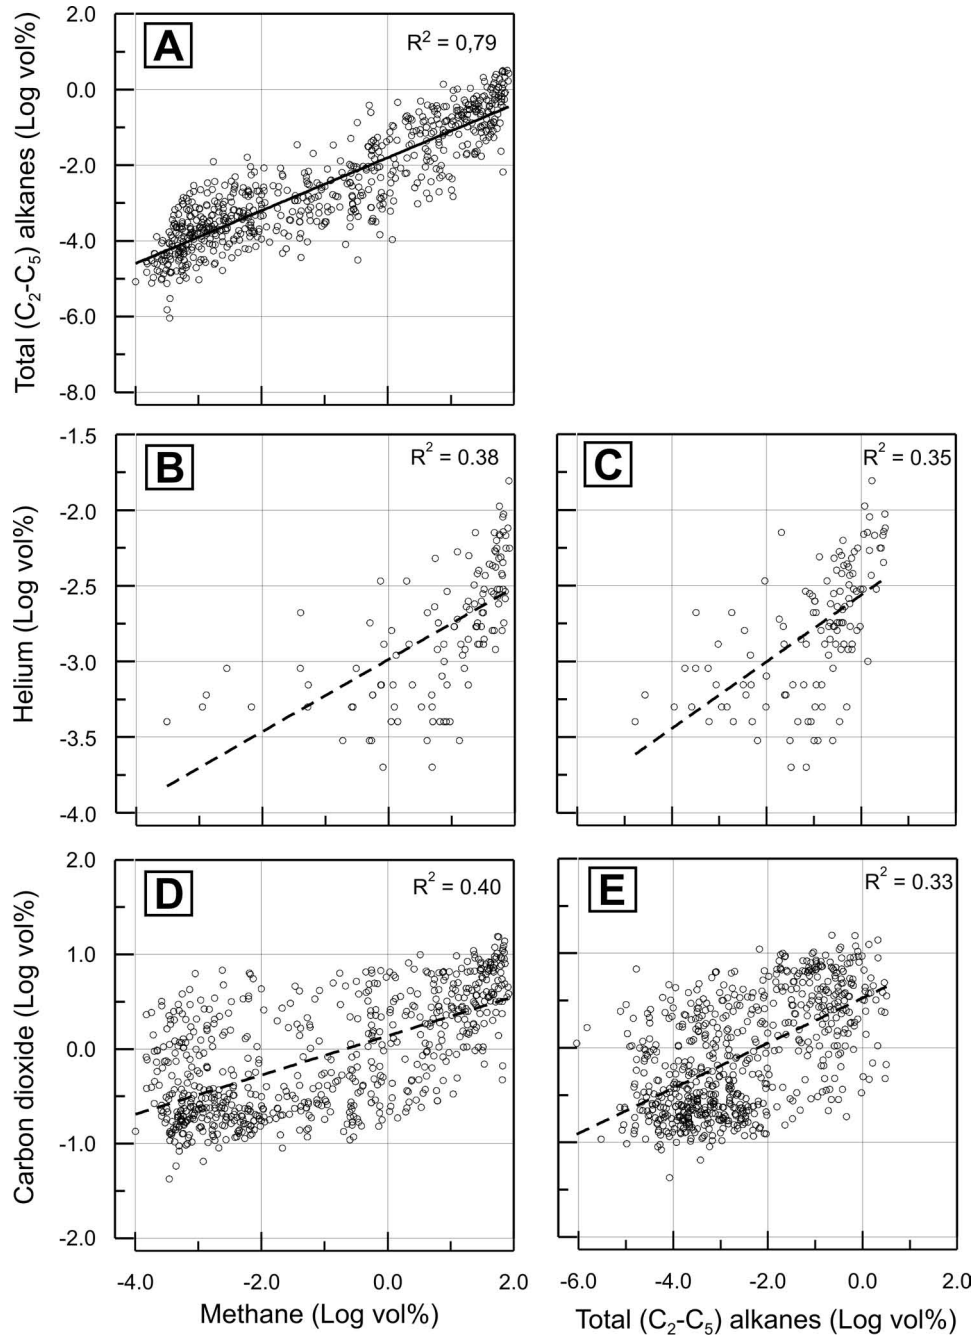 A
R² = 0,79
2.0
0.0
-2.0
-4.0
-6.0
-8.0
Total (C₂-C₅) alkanes (Log vol%)
B
R² = 0.38
-1.5
-2.0
-2.5
-3.0
-3.5
-4.0
Helium (Log vol%)
C
R² = 0.35
D
R² = 0.40
2.0
1.0
0.0
-1.0
-2.0
Carbon dioxide (Log vol%)
-4.0 -2.0 0.0 2.0
Methane (Log vol%)
E
R² = 0.33
-6.0 -4.0 -2.0 0.0 2.0
Total (C₂-C₅) alkanes (Log vol%)